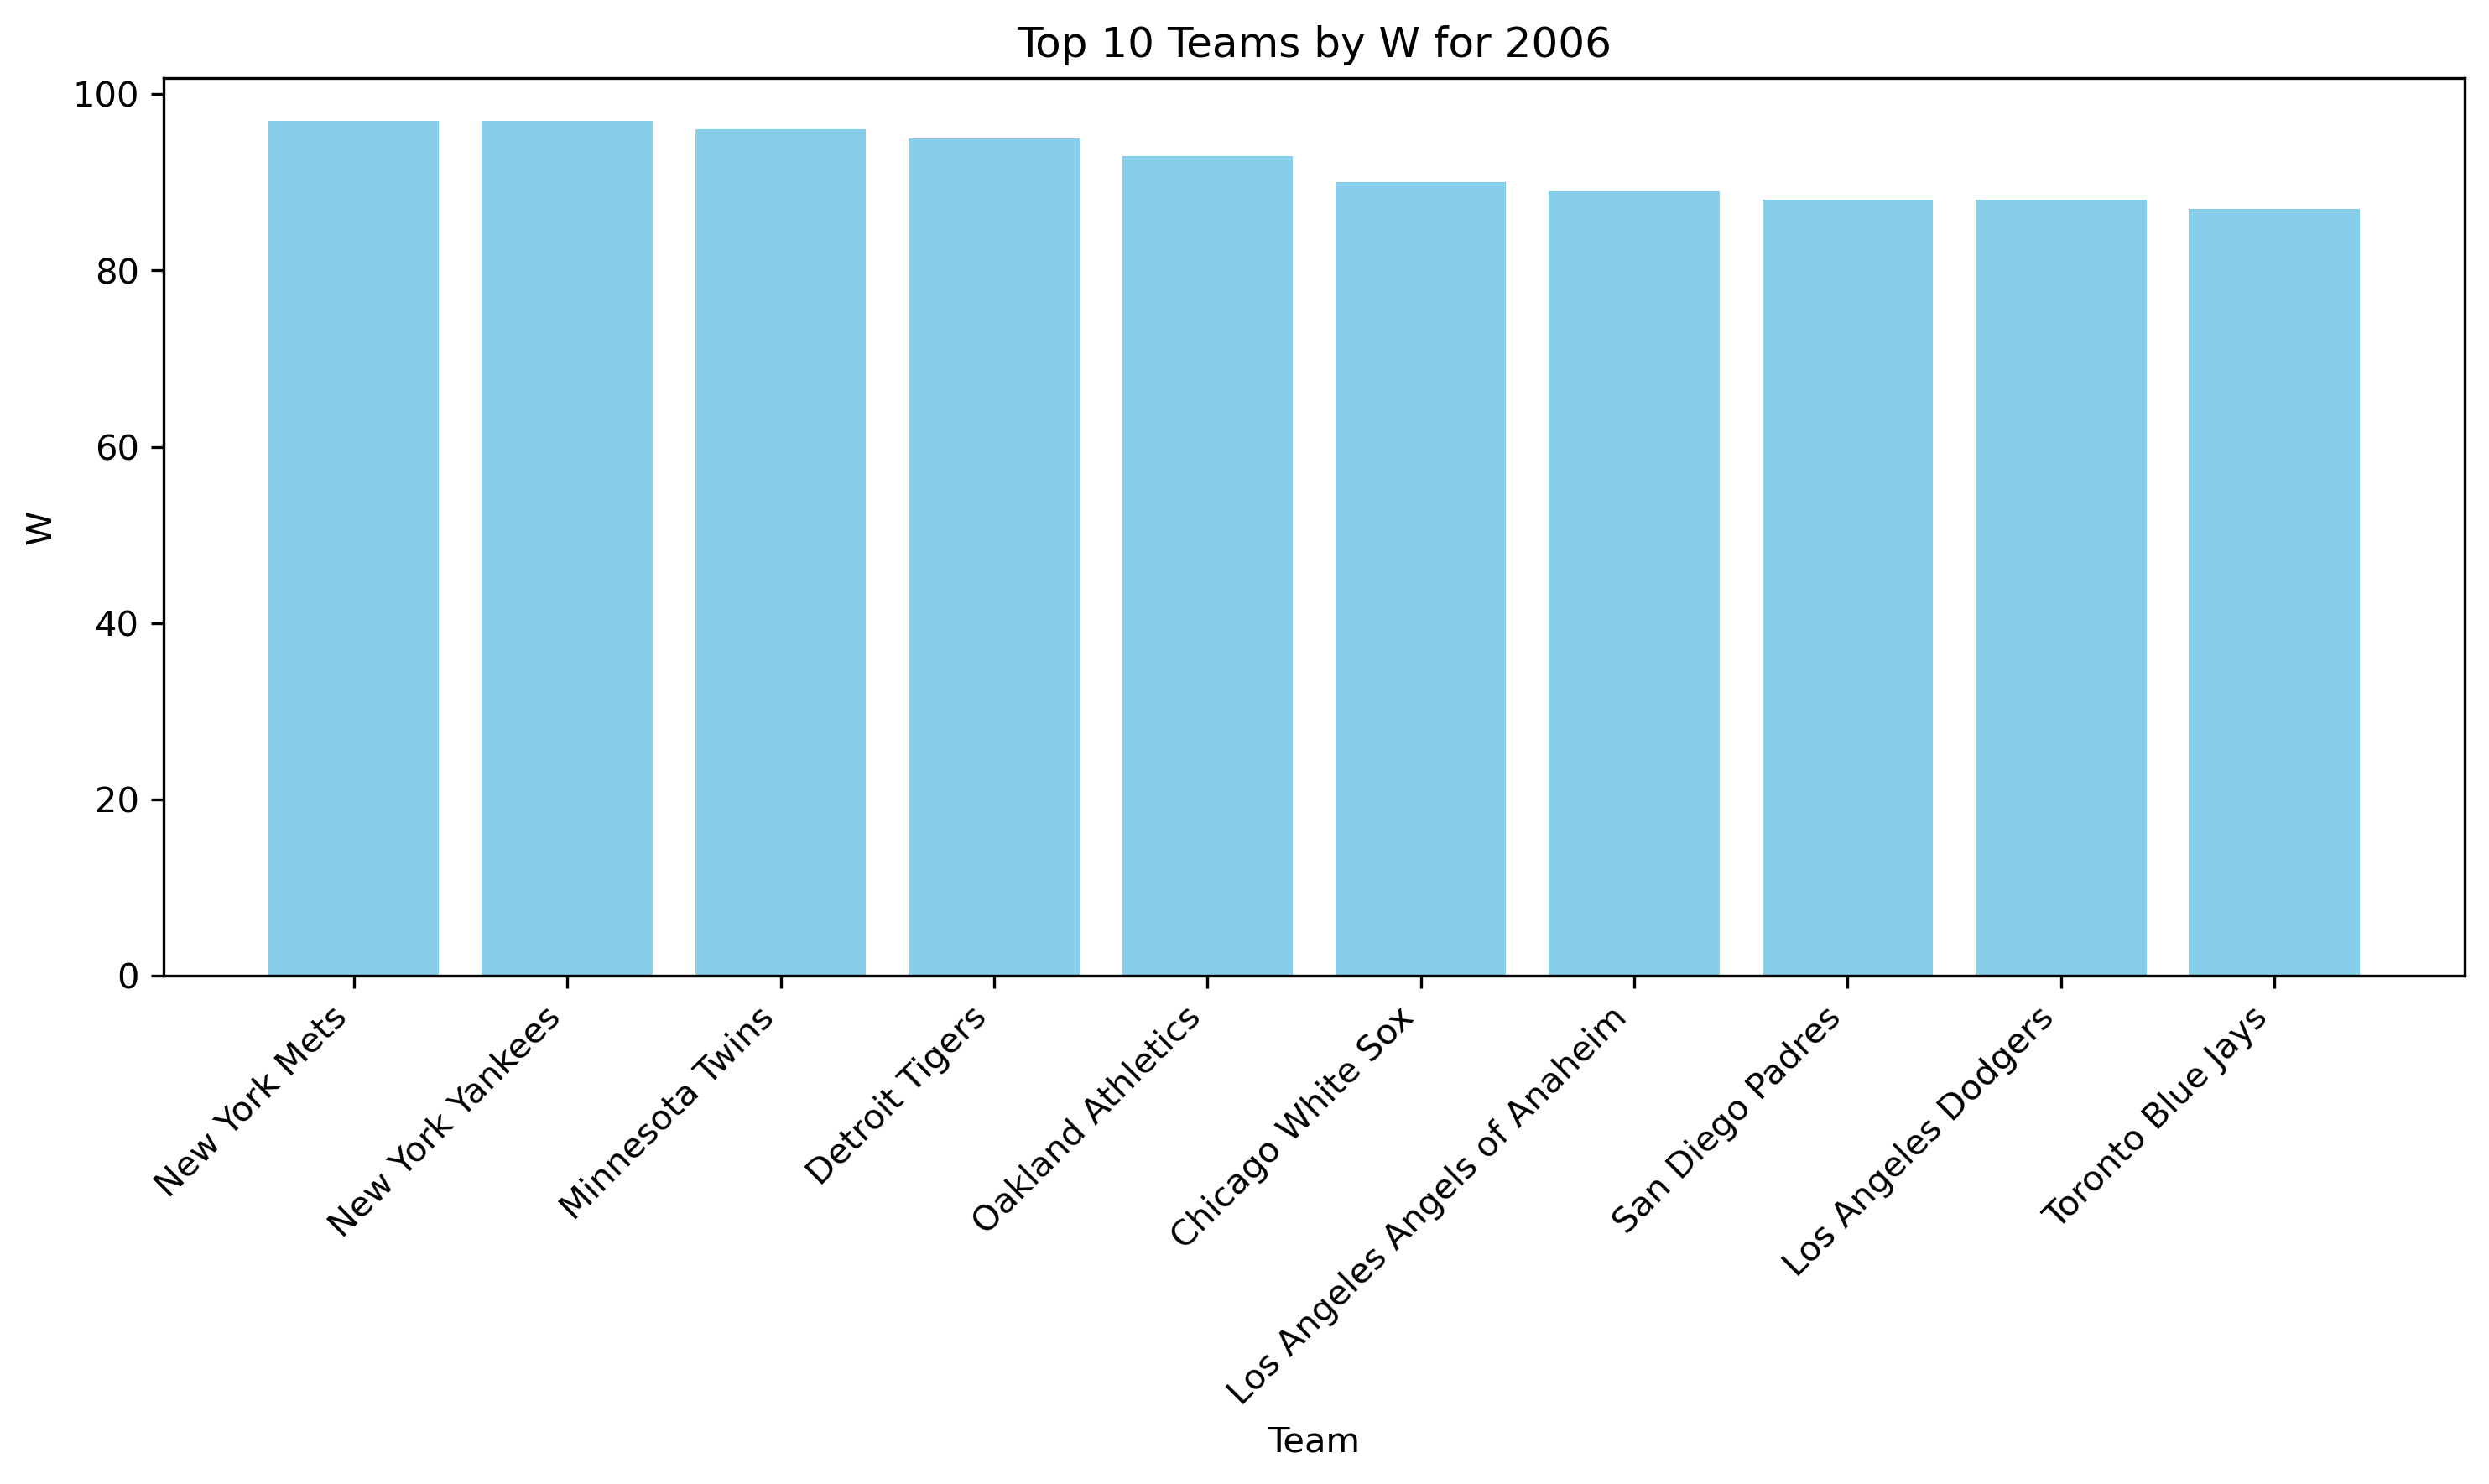 Top 10 Teams by W for 2006
100
80
60
40
20
0
W
New York Mets
New York Yankees
Minnesota Twins
Detroit Tigers
Oakland Athletics
Chicago White Sox
Los Angeles Angels of Anaheim
San Diego Padres
Los Angeles Dodgers
Toronto Blue Jays
Team